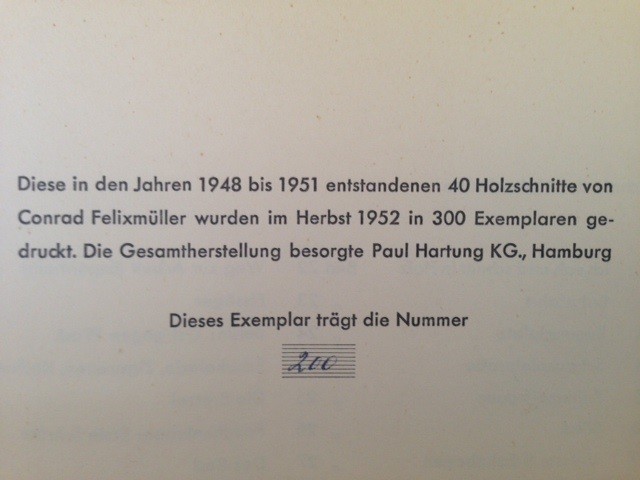 Diese in den Jahren 1948 bis 1951 entstandenen 40 Holzschnitte von
Conrad Felixmüller wurden im Herbst 1952 in 300 Exemplaren ge-
druckt. Die Gesamtherstellung besorgte Paul Hartung KG., Hamburg
Dieses Exemplar trägt die Nummer
200